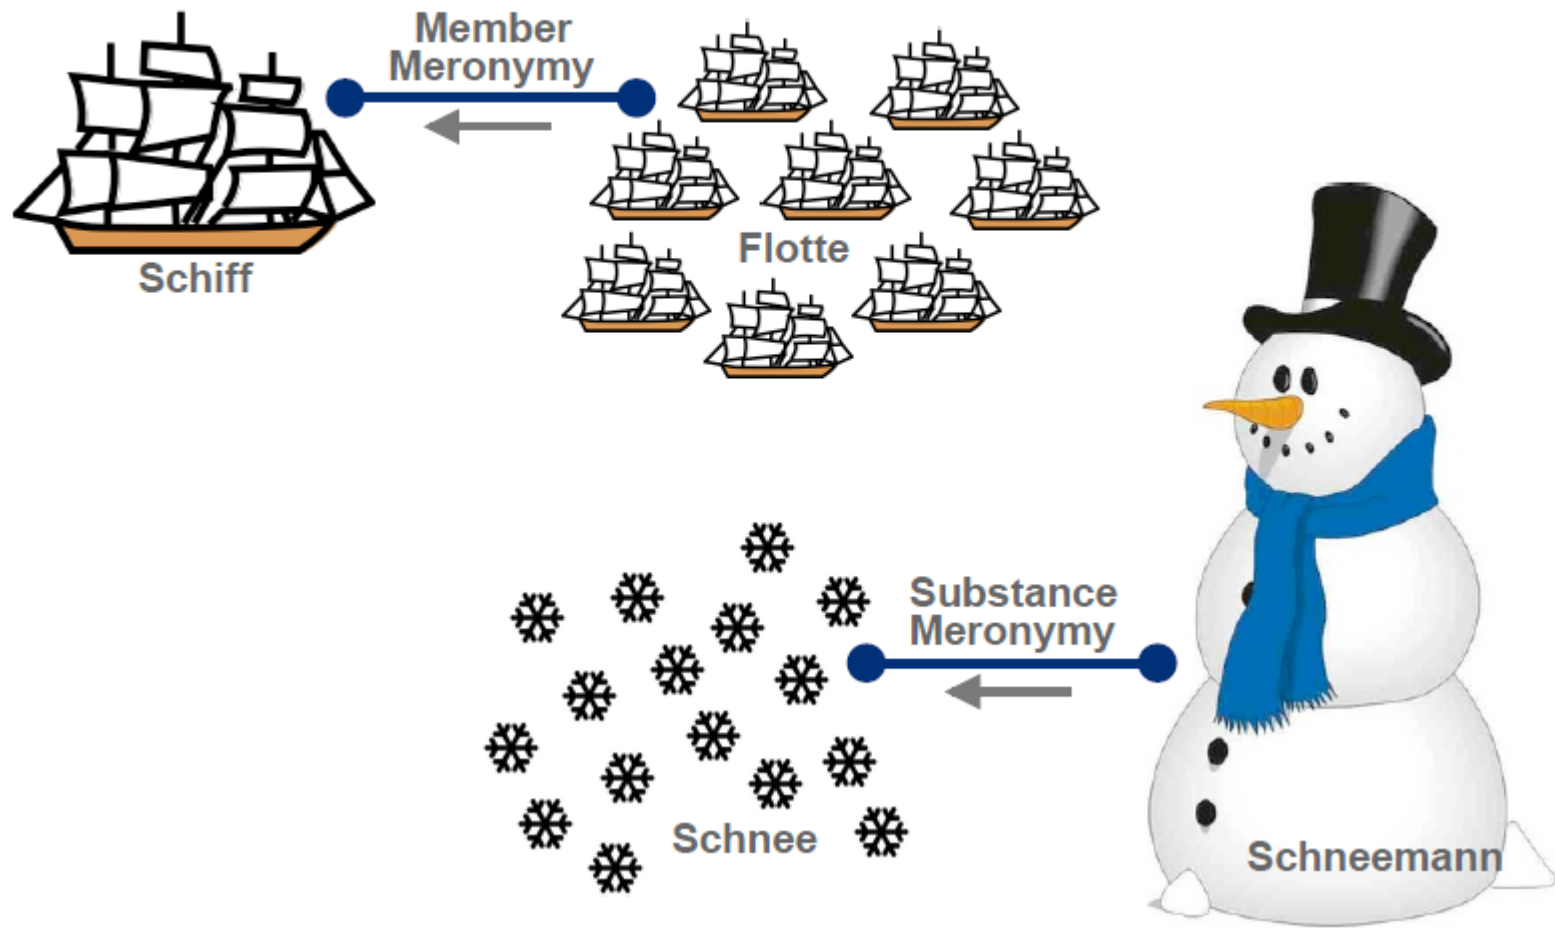 Member
Meronymy
Schiff
Flotte
Substance
Meronymy
Schnee
Schneemann